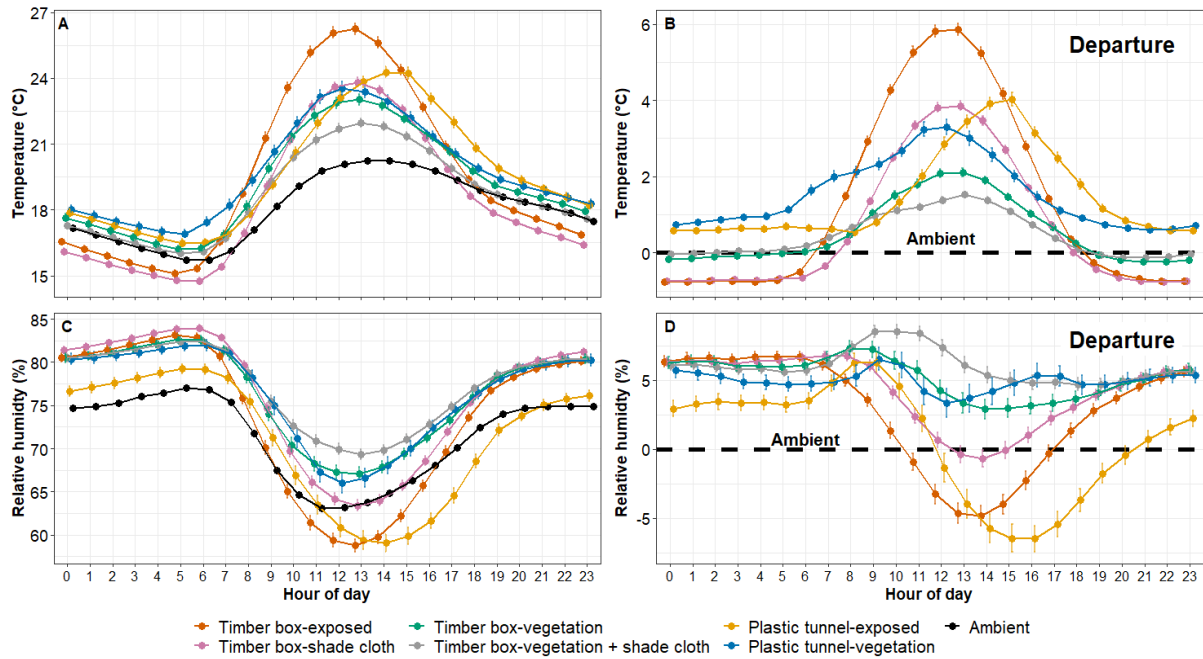 A
27
24
21
18
15
Temperature (°C)
B
Departure
6
4
2
0
Temperature (°C)
Ambient
C
85
80
75
70
65
60
Relative humidity (%)
0 1 2 3 4 5 6 7 8 9 10 11 12 13 14 15 16 17 18 19 20 21 22 23
Hour of day
D
Departure
5
0
-5
Relative humidity (%)
Ambient
0 1 2 3 4 5 6 7 8 9 10 11 12 13 14 15 16 17 18 19 20 21 22 23
Hour of day
Timber box-exposed Timber box-vegetation Plastic tunnel-exposed Ambient
Timber box-shade cloth Timber box-vegetation + shade cloth Plastic tunnel-vegetation